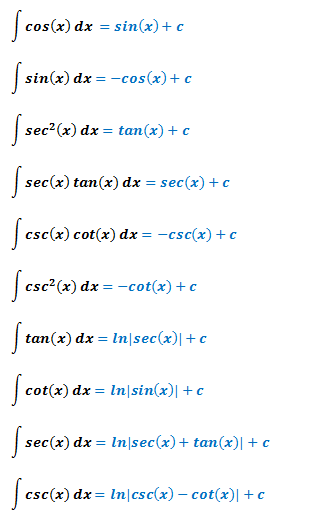 ∫ cos(x) dx = sin(x) + c
∫ sin(x) dx = −cos(x) + c
∫ sec²(x) dx = tan(x) + c
∫ sec(x) tan(x) dx = sec(x) + c
∫ csc(x) cot(x) dx = −csc(x) + c
∫ csc²(x) dx = −cot(x) + c
∫ tan(x) dx = ln|sec(x)| + c
∫ cot(x) dx = ln|sin(x)| + c
∫ sec(x) dx = ln|sec(x) + tan(x)| + c
∫ csc(x) dx = ln|csc(x) − cot(x)| + c